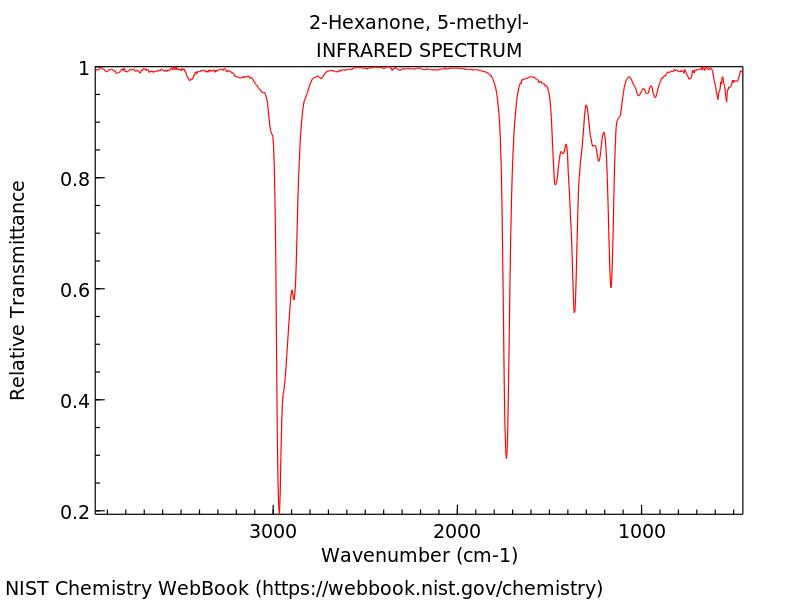 2-Hexanone, 5-methyl-
INFRARED SPECTRUM
1
0.8
0.6
0.4
0.2
Relative Transmittance
3000 2000 1000
Wavenumber (cm-1)
NIST Chemistry WebBook (https://webbook.nist.gov/chemistry)